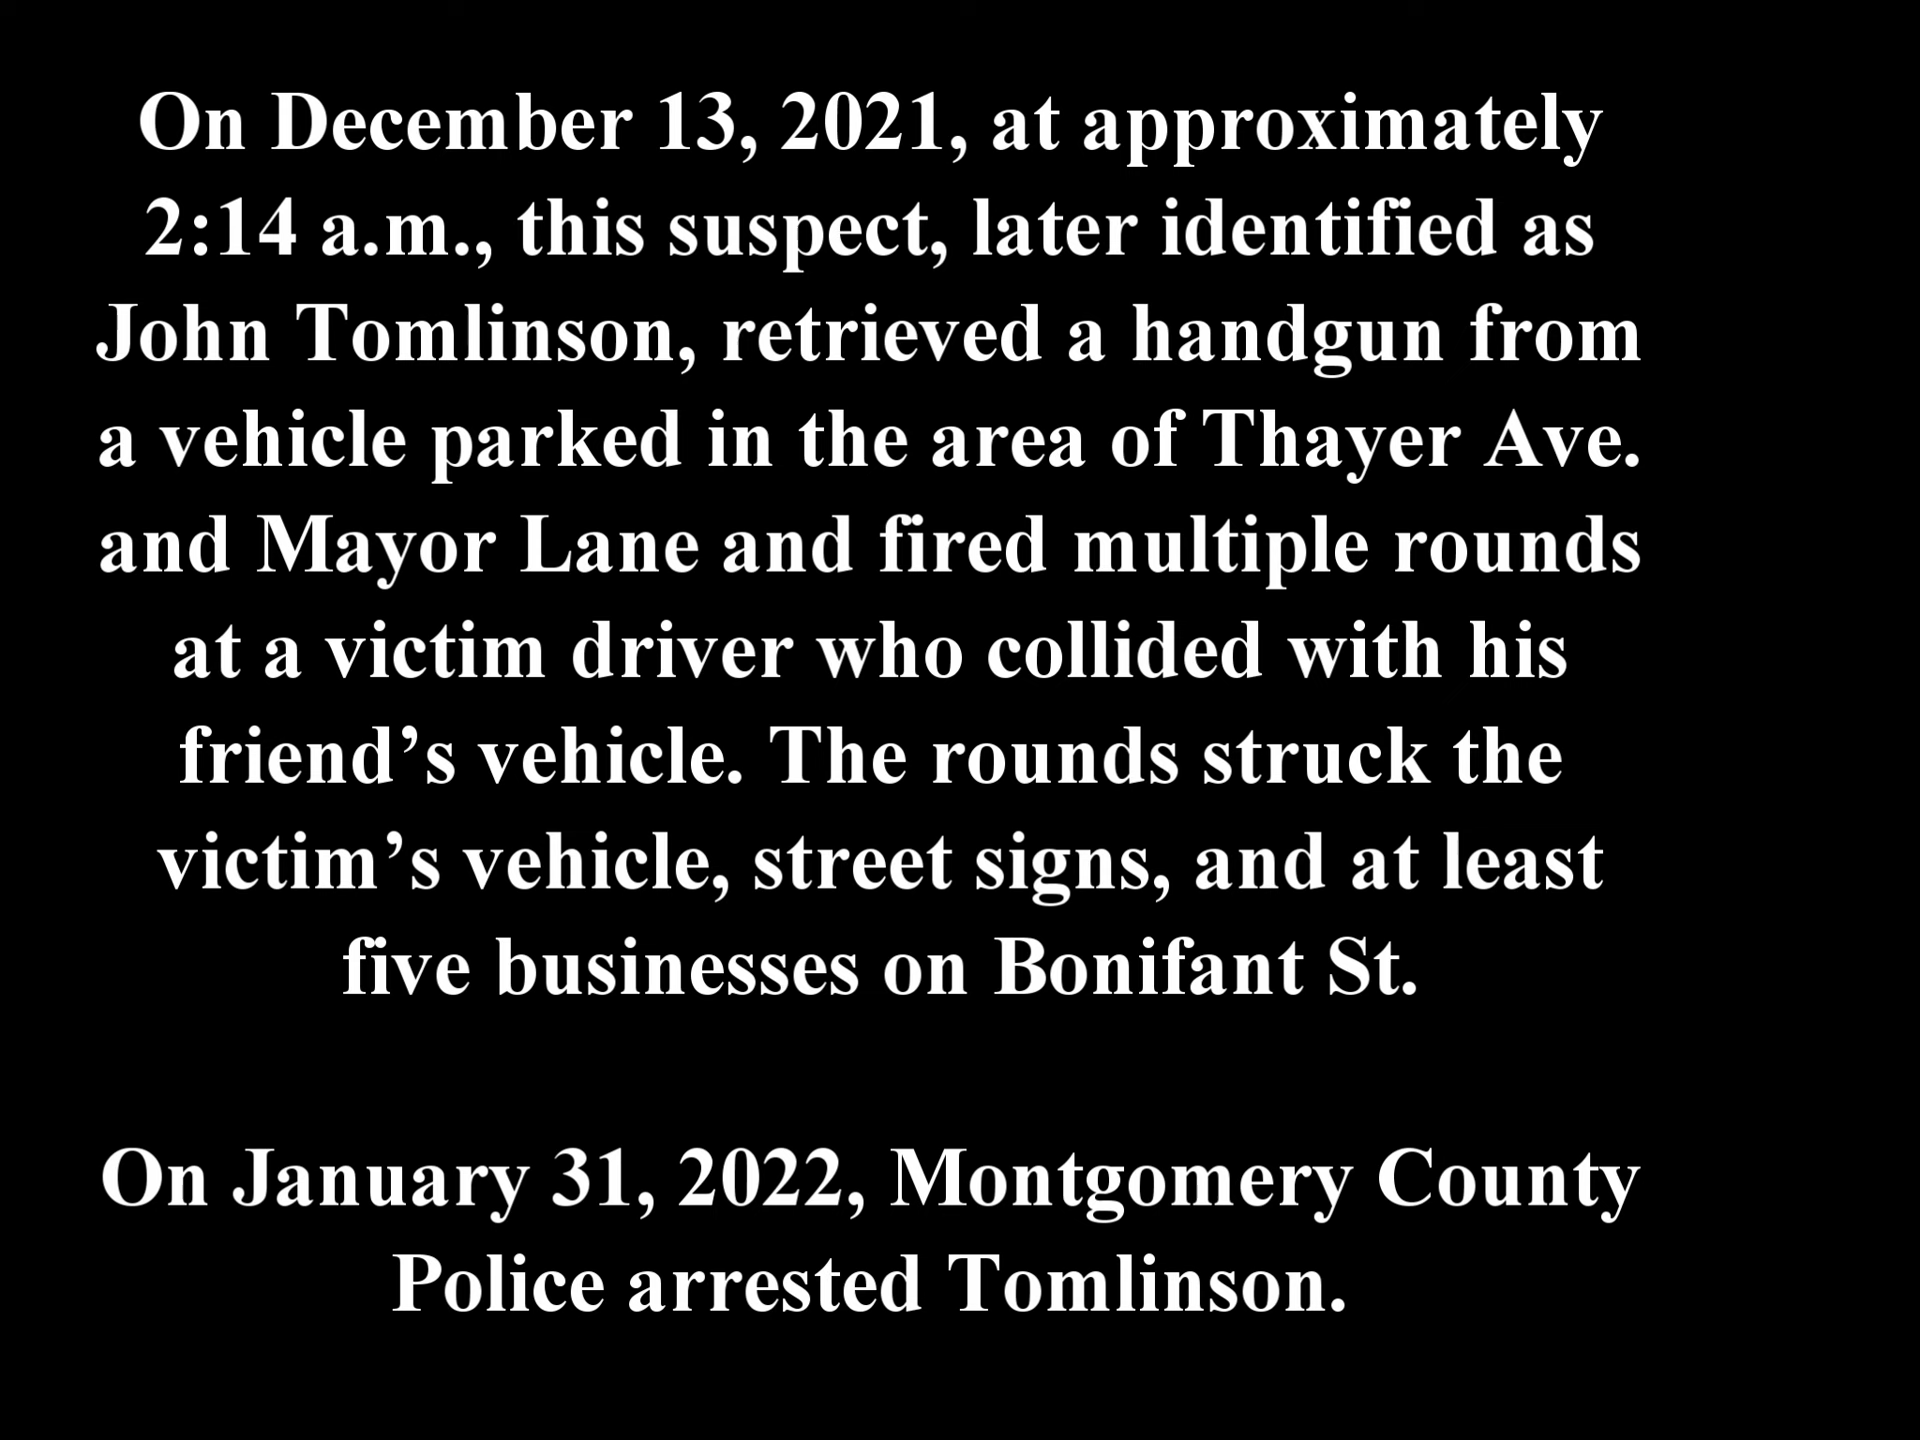 On December 13, 2021, at approximately
2:14 a.m., this suspect, later identified as
John Tomlinson, retrieved a handgun from
a vehicle parked in the area of Thayer Ave.
and Mayor Lane and fired multiple rounds
at a victim driver who collided with his
friend’s vehicle. The rounds struck the
victim’s vehicle, street signs, and at least
five businesses on Bonifant St.
On January 31, 2022, Montgomery County
Police arrested Tomlinson.